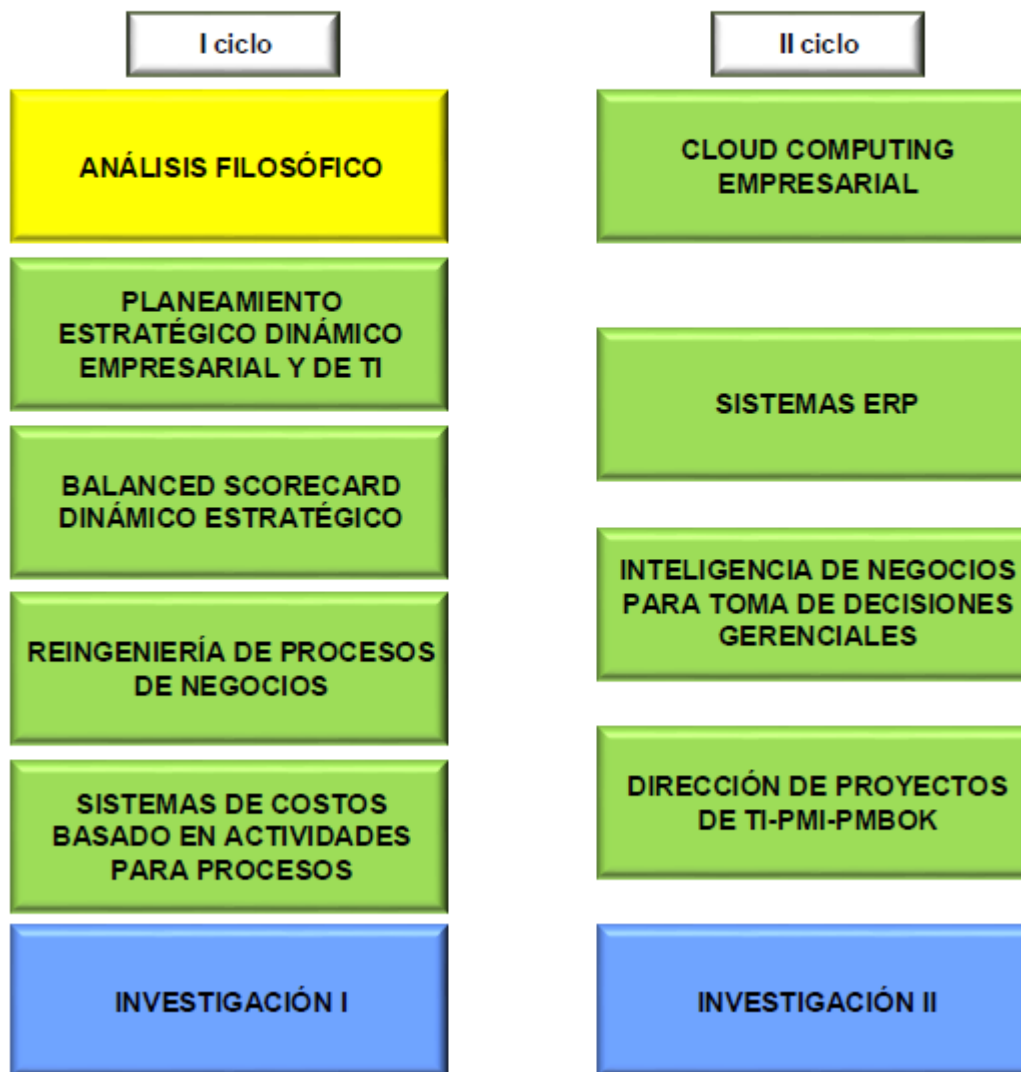 I ciclo
ANÁLISIS FILOSÓFICO
PLANEAMIENTO
ESTRATÉGICO DINÁMICO
EMPRESARIAL Y DE TI
BALANCED SCORECARD
DINÁMICO ESTRATÉGICO
REINGENIERÍA DE PROCESOS
DE NEGOCIOS
SISTEMAS DE COSTOS
BASADO EN ACTIVIDADES
PARA PROCESOS
INVESTIGACIÓN I
II ciclo
CLOUD COMPUTING
EMPRESARIAL
SISTEMAS ERP
INTELIGENCIA DE NEGOCIOS
PARA TOMA DE DECISIONES
GERENCIALES
DIRECCIÓN DE PROYECTOS
DE TI-PMI-PMBOK
INVESTIGACIÓN II